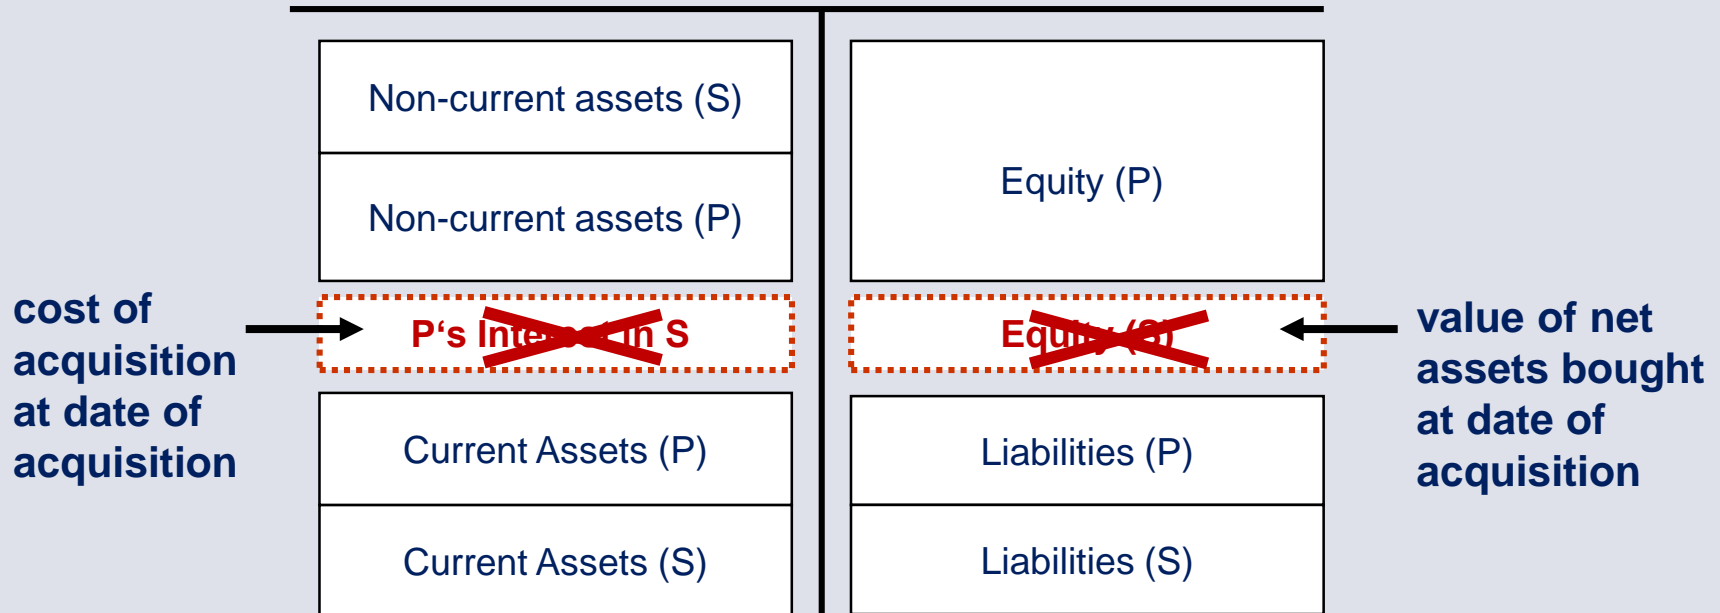 Non-current assets (S)
Non-current assets (P)
Equity (P)
cost of
acquisition
at date of
acquisition
P‘s Interest in S
Equity (S)
value of net
assets bought
at date of
acquisition
Current Assets (P)
Current Assets (S)
Liabilities (P)
Liabilities (S)